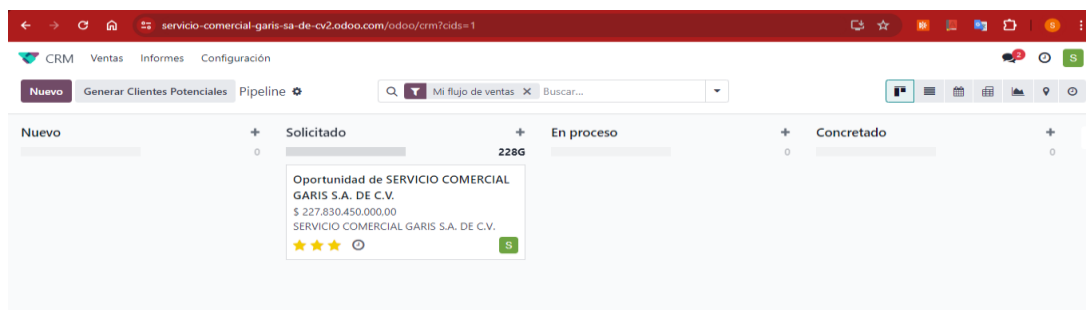 servicio-comercial-garis-sa-de-cv2.odoo.com/odoo/crm?cids=1
S
CRM Ventas Informes Configuración
2
S
Nuevo Generar Clientes Potenciales Pipeline Mi flujo de ventas Buscar...
Nuevo
0
Solicitado
228G
Oportunidad de SERVICIO COMERCIAL
GARIS S.A. DE C.V.
$ 227.830.450.000,00
SERVICIO COMERCIAL GARIS S.A. DE C.V.
S
En proceso
0
Concretado
0